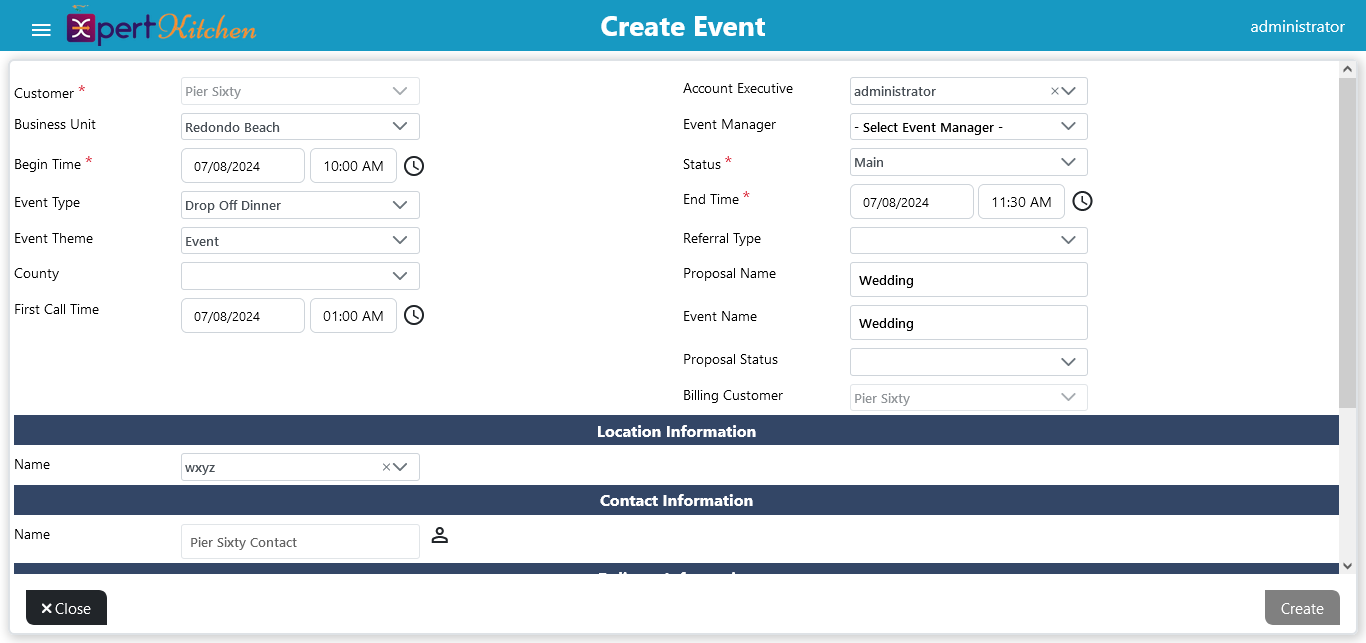 Xpert Kitchen
Create Event
administrator
Customer *
Pier Sixty
Business Unit
Redondo Beach
Begin Time *
07/08/2024
10:00 AM
Event Type
Drop Off Dinner
Event Theme
Event
County
First Call Time
07/08/2024
01:00 AM
Account Executive
administrator
Event Manager
- Select Event Manager -
Status *
Main
End Time *
07/08/2024
11:30 AM
Referral Type
Proposal Name
Wedding
Event Name
Wedding
Proposal Status
Billing Customer
Pier Sixty
Location Information
Name
wxyz
Contact Information
Name
Pier Sixty Contact
Close
Create